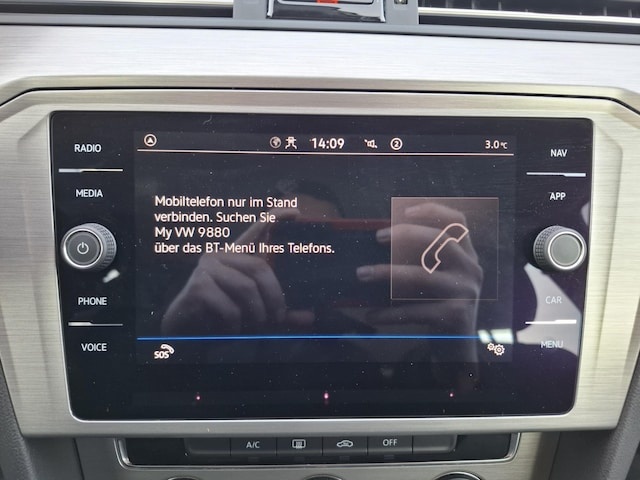 RADIO
MEDIA
PHONE
VOICE
14:09
2
3.0 °C
Mobiltelefon nur im Stand
verbinden. Suchen Sie
My VW 9880
über das BT-Menü Ihres Telefons.
SOS
NAV
APP
CAR
MENU
A/C
OFF